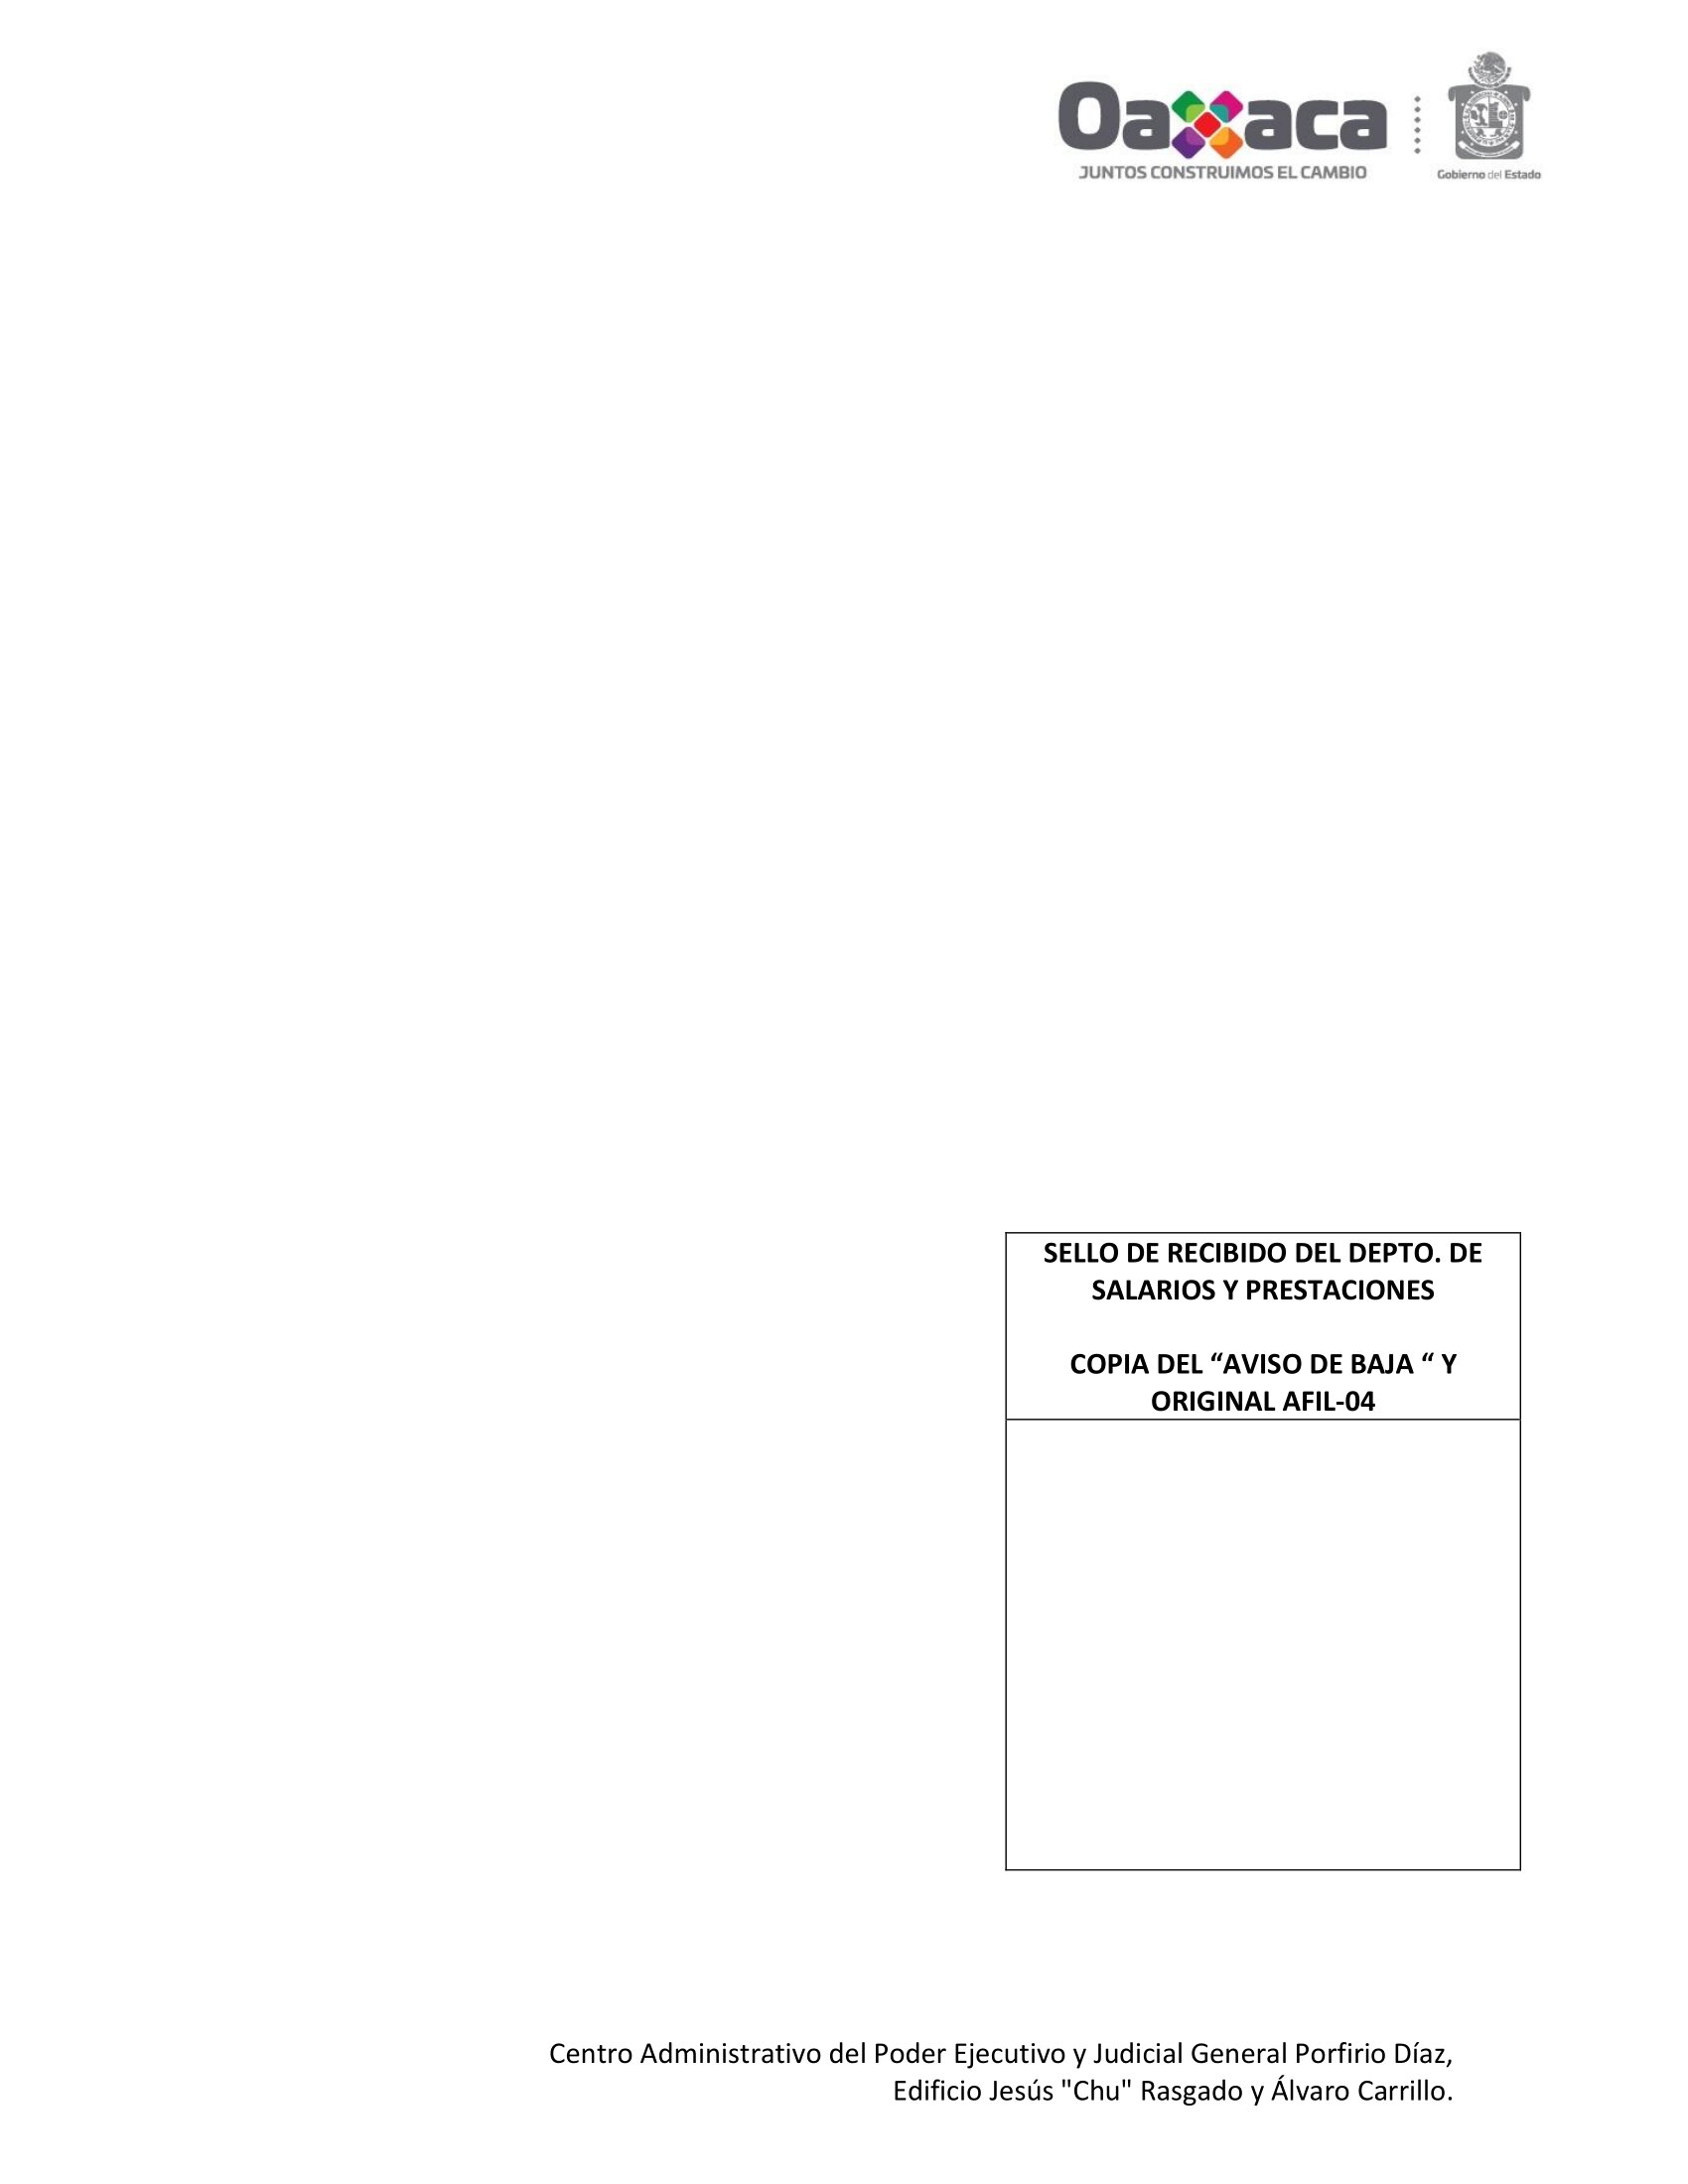 Oaxaca
JUNTOS CONSTRUIMOS EL CAMBIO
Gobierno del Estado
SELLO DE RECIBIDO DEL DEPTO. DE
SALARIOS Y PRESTACIONES
COPIA DEL “AVISO DE BAJA “ Y
ORIGINAL AFIL-04
Centro Administrativo del Poder Ejecutivo y Judicial General Porfirio Díaz,
Edificio Jesús "Chu" Rasgado y Álvaro Carrillo.